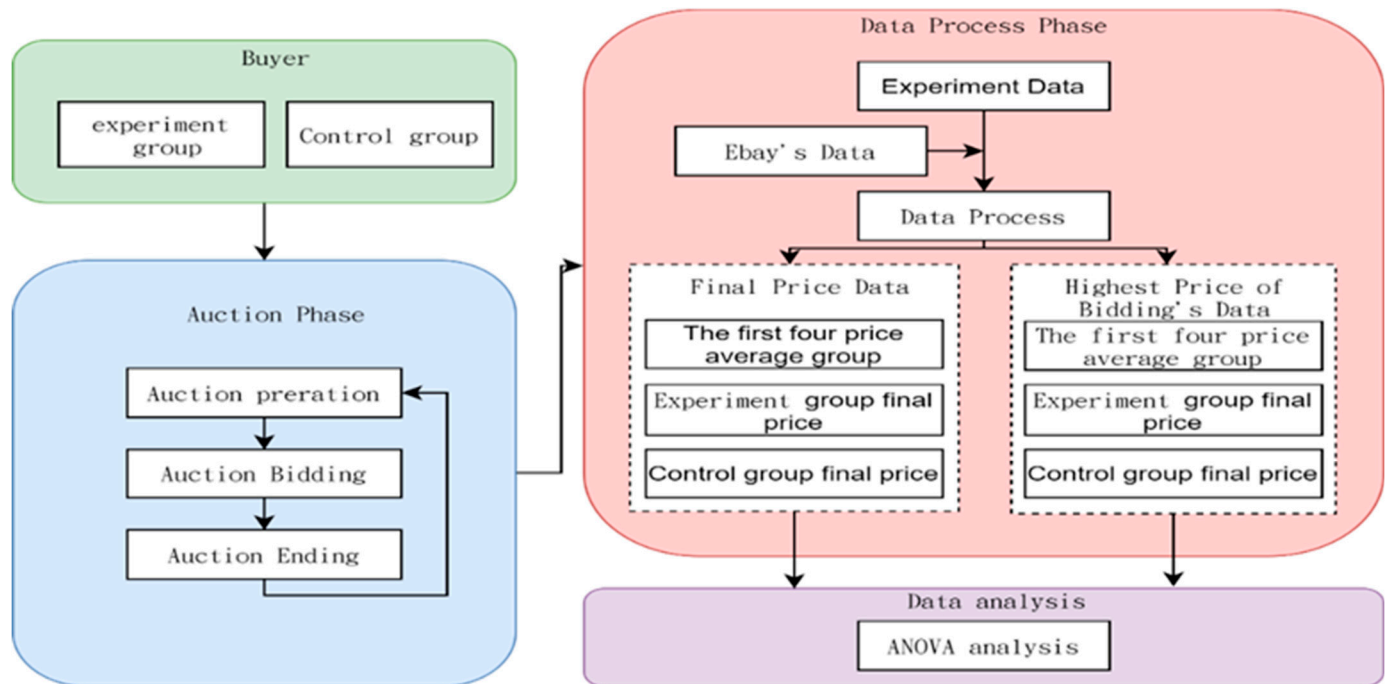 Buyer
experiment
group
Control group
Auction Phase
Auction preration
Auction Bidding
Auction Ending
Data Process Phase
Experiment Data
Ebay's Data
Data Process
Final Price Data
The first four price
average group
Experiment group final
price
Control group final price
Highest Price of
Bidding's Data
The first four price
average group
Experiment group final
price
Control group final price
Data analysis
ANOVA analysis